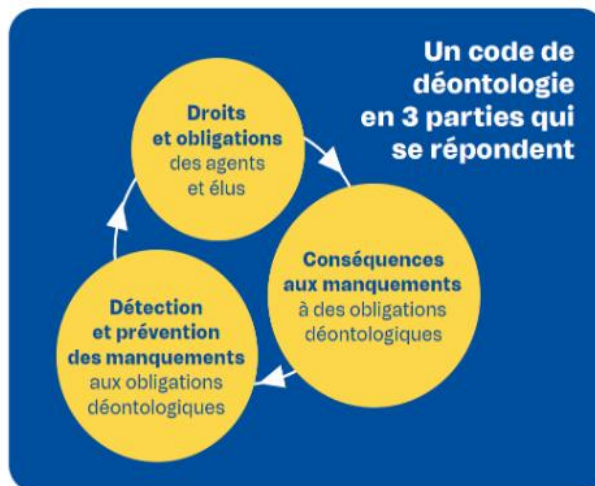 Un code de
déontologie
en 3 parties qui
se répondent
Droits
et obligations
des agents
et élus
Conséquences
aux manquements
à des obligations
déontologiques
Détection
et prévention
des manquements
aux obligations
déontologiques